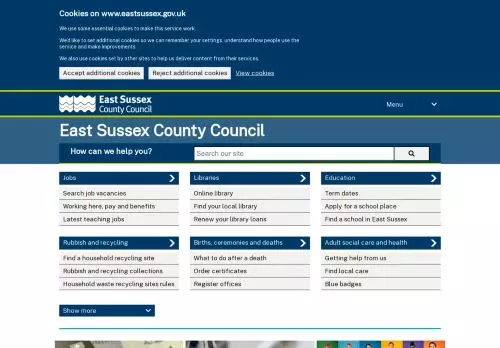 Cookies on www.eastsussex.gov.uk
We use some essential cookies to make this service work.
We'd like to set additional cookies so we can remember your settings, understand how people use the
service and make improvements.
We also use cookies set by other sites to help us deliver content from their services.
Accept additional cookies Reject additional cookies View cookies
East Sussex
County Council
Menu
East Sussex County Council
How can we help you?
Search our site
Jobs
Search job vacancies
Working here, pay and benefits
Latest teaching jobs
Libraries
Online library
Find your local library
Renew your library loans
Education
Term dates
Apply for a school place
Find a school in East Sussex
Rubbish and recycling
Find a household recycling site
Rubbish and recycling collections
Household waste recycling sites rules
Births, ceremonies and deaths
What to do after a death
Order certificates
Register offices
Adult social care and health
Getting help from us
Find local care
Blue badges
Show more